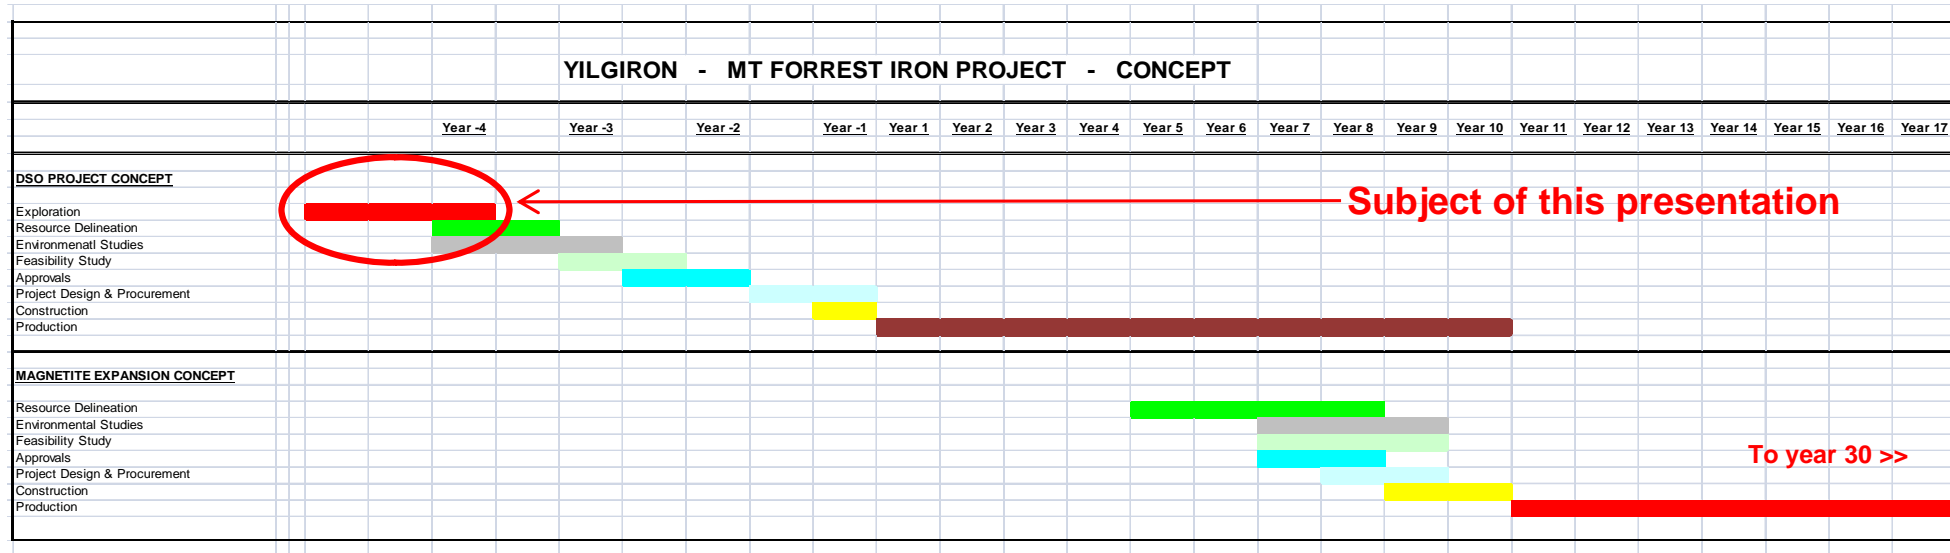 YILGIRON - MT FORREST IRON PROJECT - CONCEPT
Year -4 Year -3 Year -2 Year -1 Year 1 Year 2 Year 3 Year 4 Year 5 Year 6 Year 7 Year 8 Year 9 Year 10 Year 11 Year 12 Year 13 Year 14 Year 15 Year 16 Year 17
DSO PROJECT CONCEPT
Subject of this presentation
Exploration
Resource Delineation
Environmenatl Studies
Feasibility Study
Approvals
Project Design & Procurement
Construction
Production
MAGNETITE EXPANSION CONCEPT
Resource Delineation
Environmental Studies
Feasibility Study
Approvals
To year 30 >>
Project Design & Procurement
Construction
Production